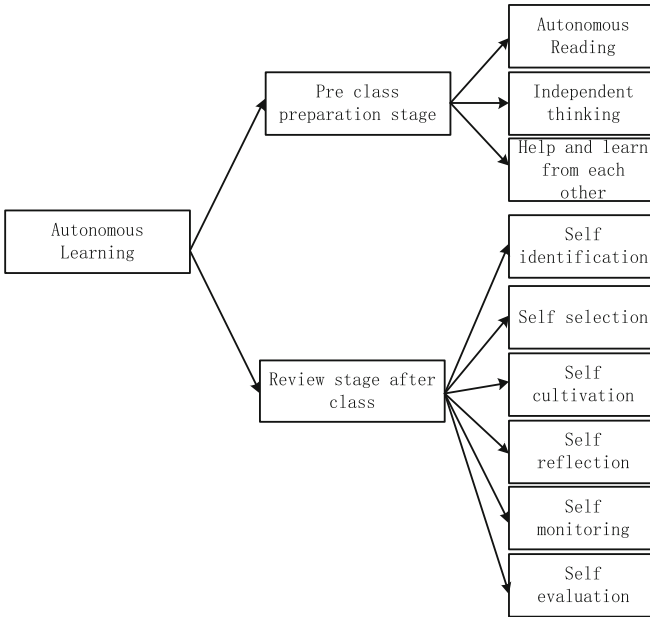 Autonomous
Learning
Pre class
preparation stage
Autonomous
Reading
Independent
thinking
Help and learn
from each
other
Review stage after
class
Self
identification
Self selection
Self
cultivation
Self
reflection
Self
monitoring
Self
evaluation